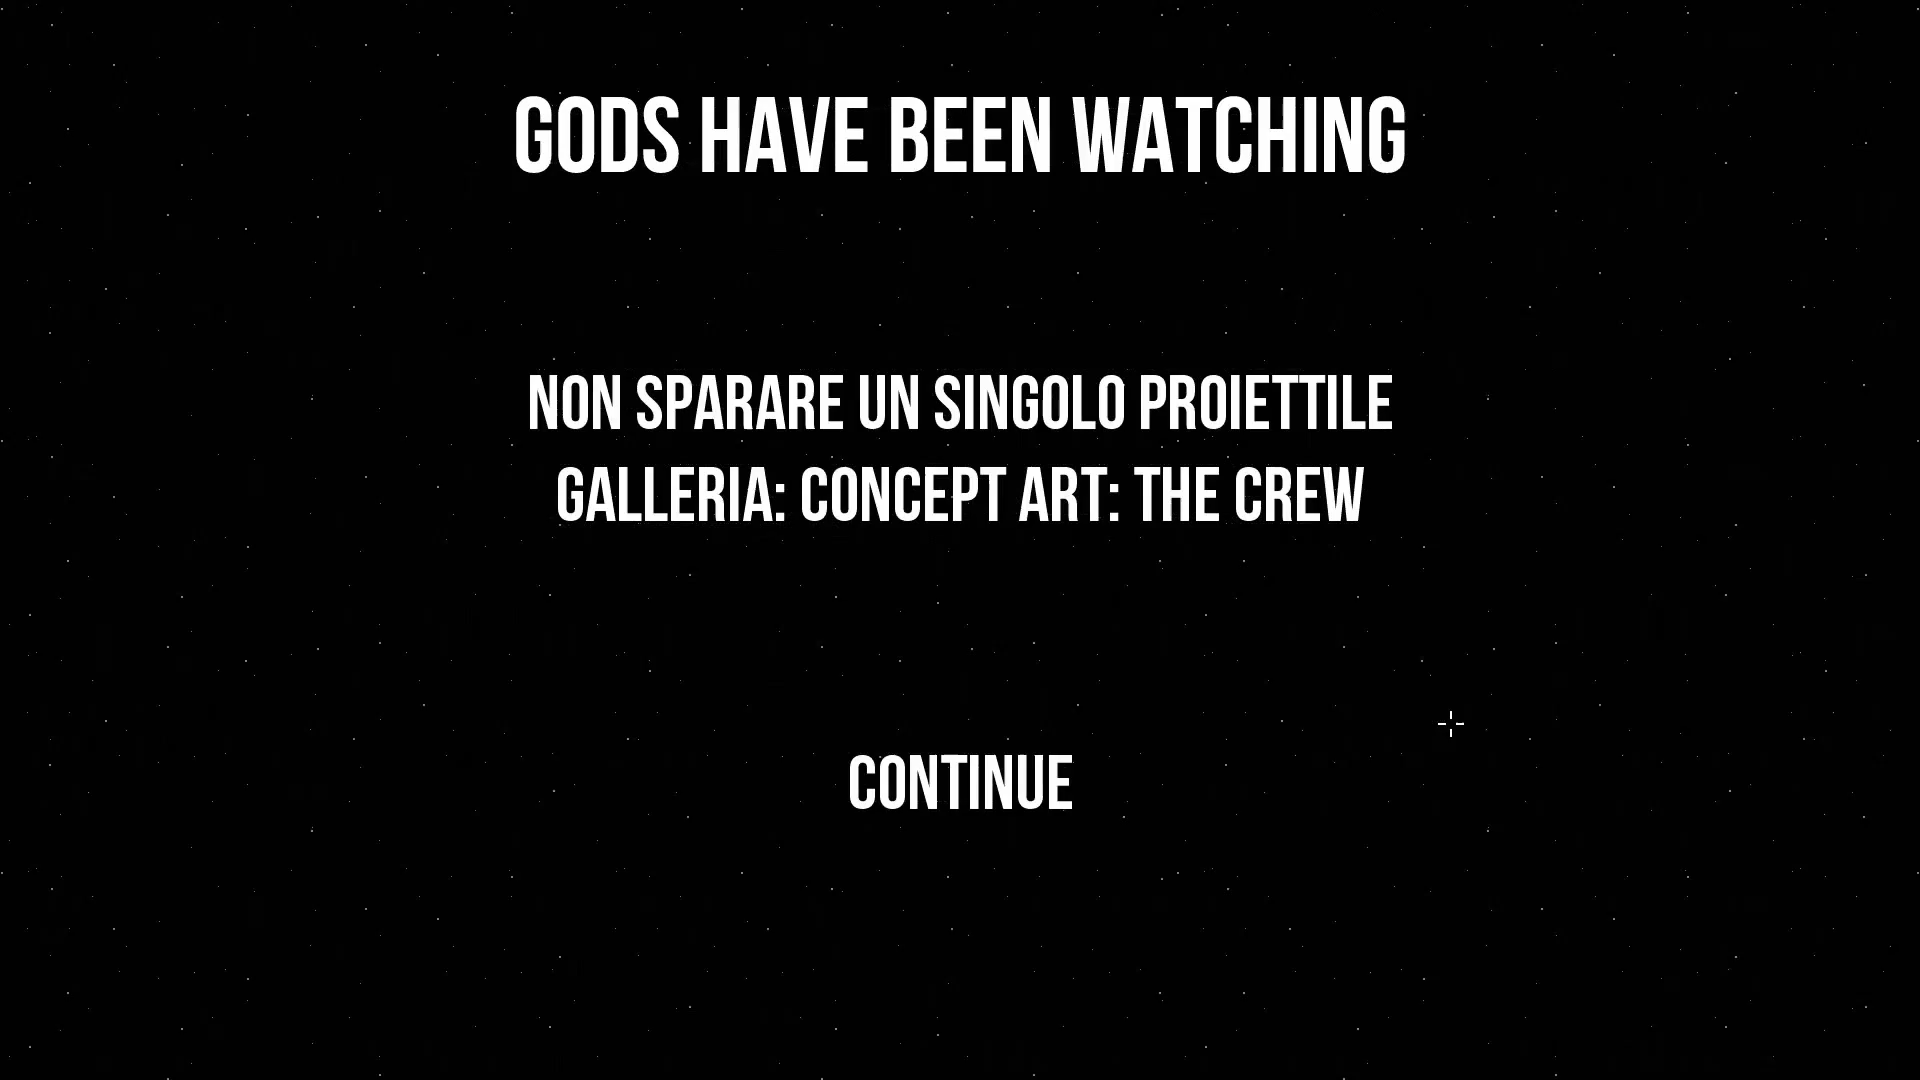 GODS HAVE BEEN WATCHING
NON SPARARE UN SINGOLO PROIETTILE
GALLERIA: CONCEPT ART: THE CREW
CONTINUE